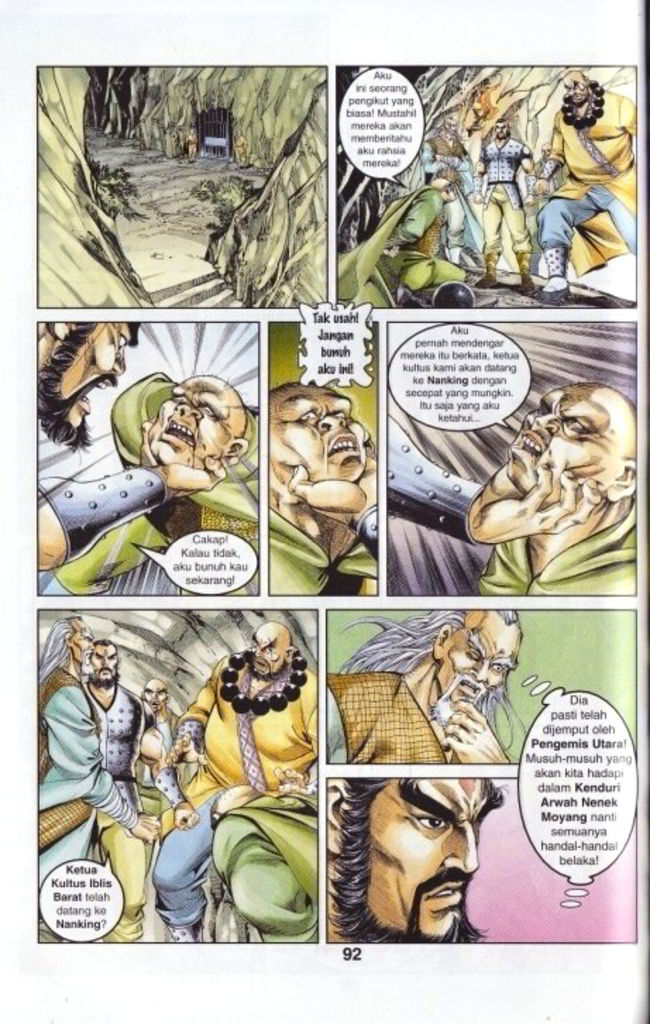 Aku
ini seorang
pengikut yang
biasa! Mustahil
mereka akan
memberitahu
aku rahsia
mereka!
Cakap!
Kalau tidak,
aku bunuh kau
sekarang!
Tak usah!
Jangan
bunuh
aku ini!
Aku
pernah mendengar
mereka itu berkata, ketua
kultus kami akan datang
ke Nanking dengan
secepat yang mungkin.
Itu saja yang aku
ketahui...
Ketua
Kultus Iblis
Barat telah
datang ke
Nanking?
Dia
pasti telah
dijemput oleh
Pengemis Utara!
Musuh-musuh yang
akan kita hadapi
dalam Kenduri
Arwah Nenek
Moyang nanti
semuanya
handal-handal
belaka!
92